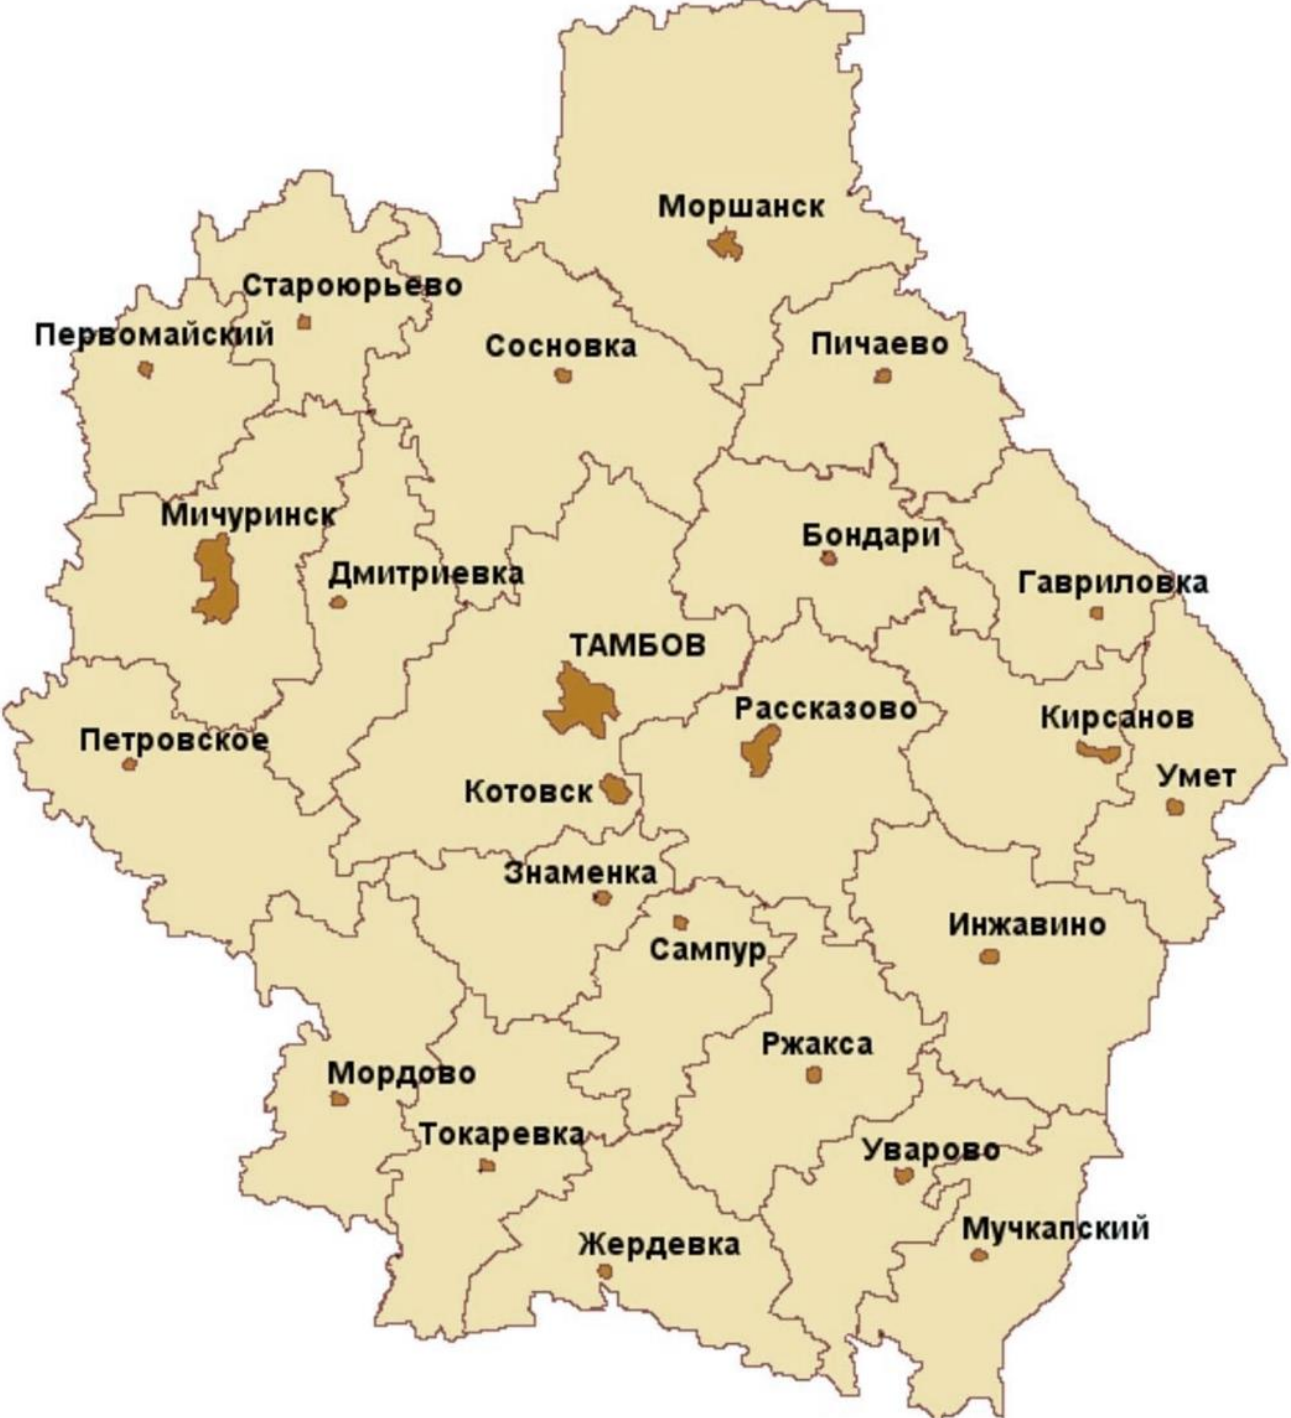 Моршанск
Староюрьево
Первомайский
Сосновка
Пичаево
Мичуринск
Бондари
Дмитриевка
Гавриловка
ТАМБОВ
Рассказово
Кирсанов
Петровское
Умет
Котовск
Знаменка
Инжавино
Сампур
Ржакса
Мордово
Токаревка
Уварово
Мучкапский
Жердевка